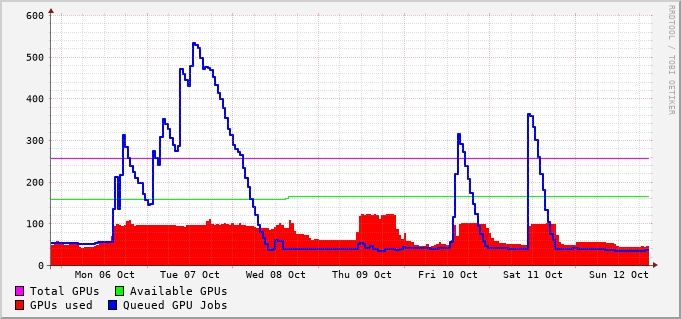 RRDTOOL / TOBI OETIKER
600
500
400
300
200
100
0
Mon 06 Oct Tue 07 Oct Wed 08 Oct Thu 09 Oct Fri 10 Oct Sat 11 Oct Sun 12 Oct
Total GPUs Available GPUs
GPUs used Queued GPU Jobs